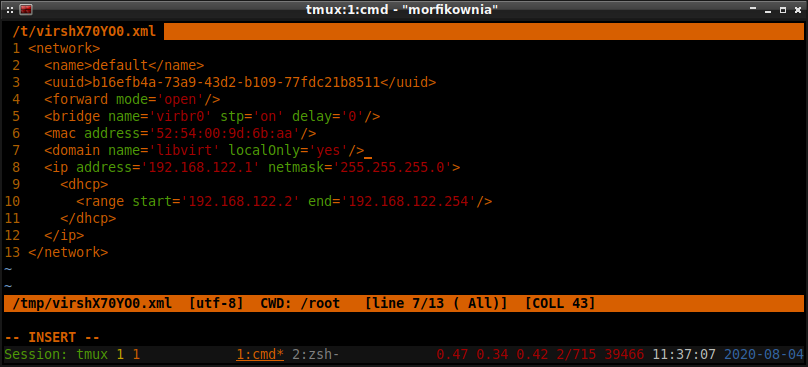 tmux:1:cmd - "morfikownia"
/t/virshX70YO0.xml
1 <network>
2   <name>default</name>
3   <uuid>b16efb4a-73a9-43d2-b109-77fdc21b8511</uuid>
4   <forward mode='open'/>
5   <bridge name='virbr0' stp='on' delay='0'/>
6   <mac address='52:54:00:9d:6b:aa'/>
7   <domain name='libvirt' localOnly='yes'/>
8   <ip address='192.168.122.1' netmask='255.255.255.0'>
9     <dhcp>
10       <range start='192.168.122.2' end='192.168.122.254'/>
11     </dhcp>
12   </ip>
13 </network>
~
~
/tmp/virshX70YO0.xml  [utf-8]  CWD: /root   [line 7/13 ( All)]  [COLL 43]
-- INSERT --
Session: tmux 1 1 1:cmd* 2:zsh- 0.47 0.34 0.42 2/715 39466 11:37:07 2020-08-04